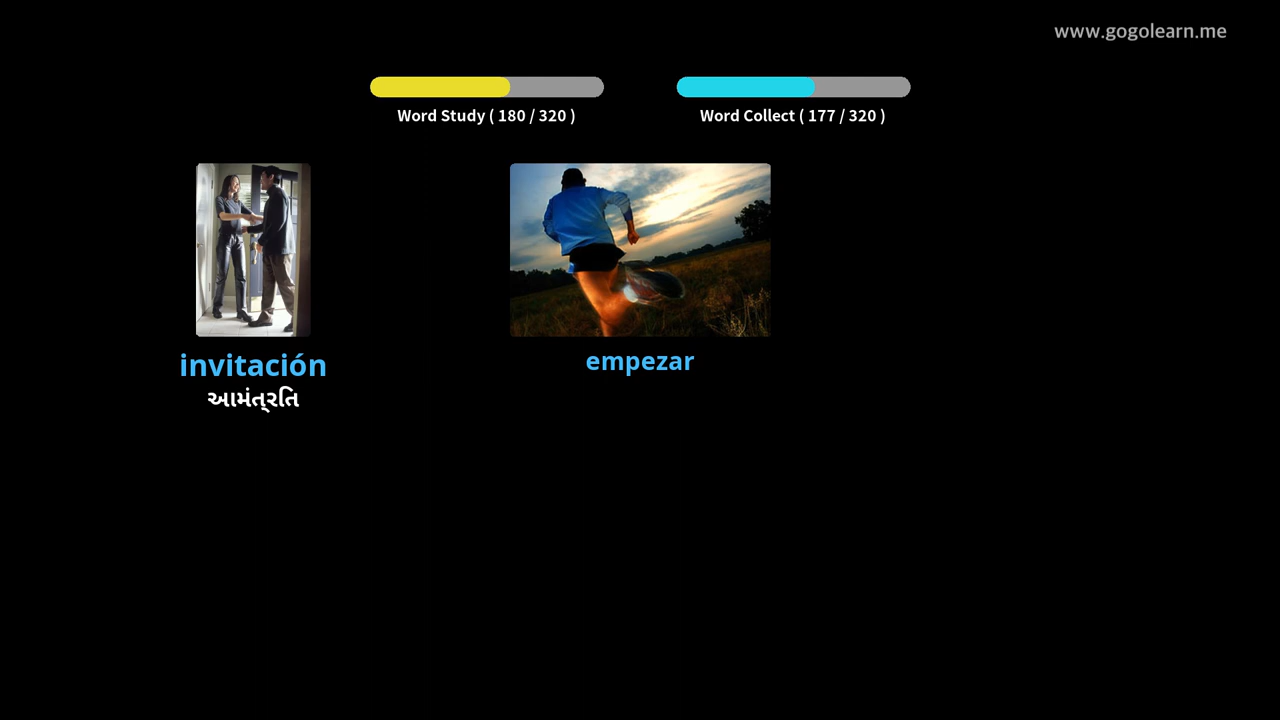 www.gogolearn.me
Word Study ( 180 / 320 )
Word Collect ( 177 / 320 )
invitación
આમંત્રતિ
empezar